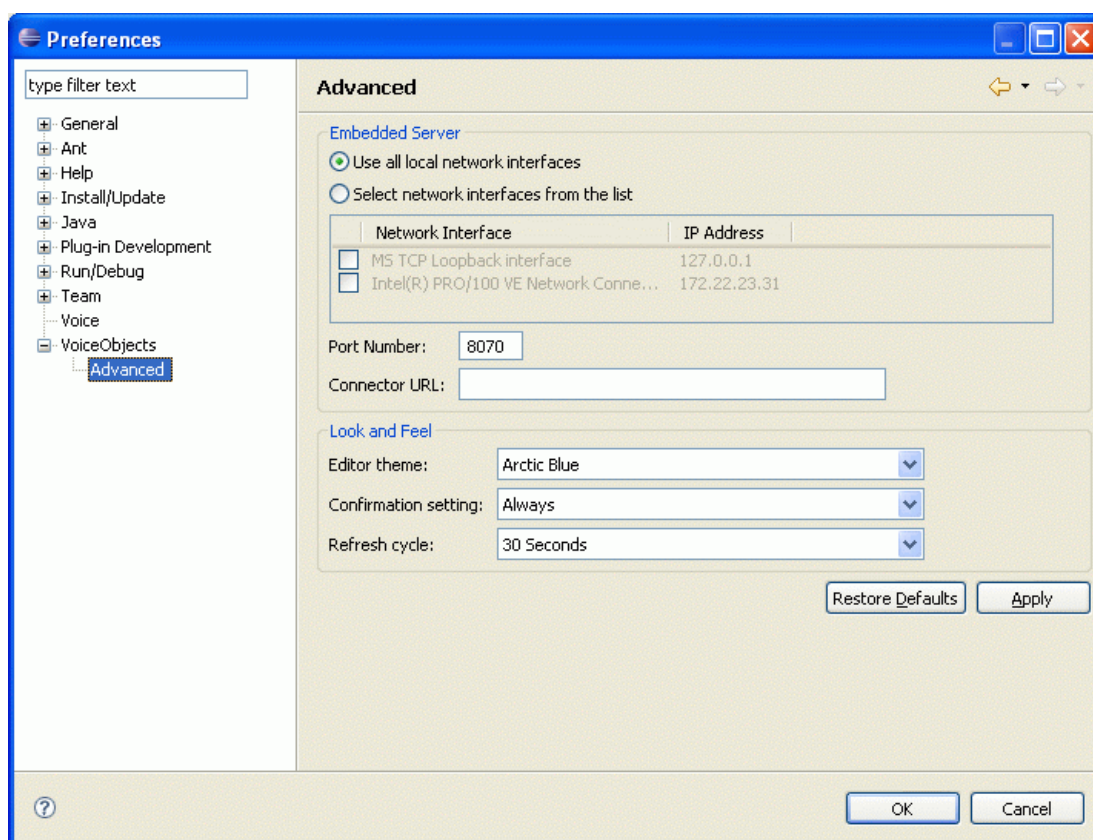 Preferences
type filter text
General
Ant
Help
Install/Update
Java
Plug-in Development
Run/Debug
Team
Voice
VoiceObjects
Advanced
Advanced
Embedded Server
Use all local network interfaces
Select network interfaces from the list
Network Interface IP Address
MS TCP Loopback interface 127.0.0.1
Intel(R) PRO/100 VE Network Conne... 172.22.23.31
Port Number: 8070
Connector URL:
Look and Feel
Editor theme: Arctic Blue
Confirmation setting: Always
Refresh cycle: 30 Seconds
Restore Defaults Apply
? OK Cancel